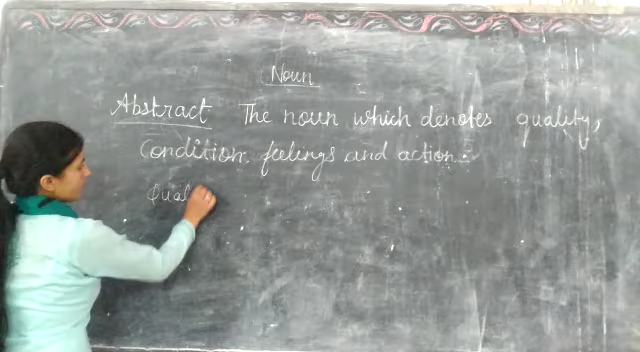 Noun
Abstract The noun which denotes quality,
Condition, feelings and action.
Qual